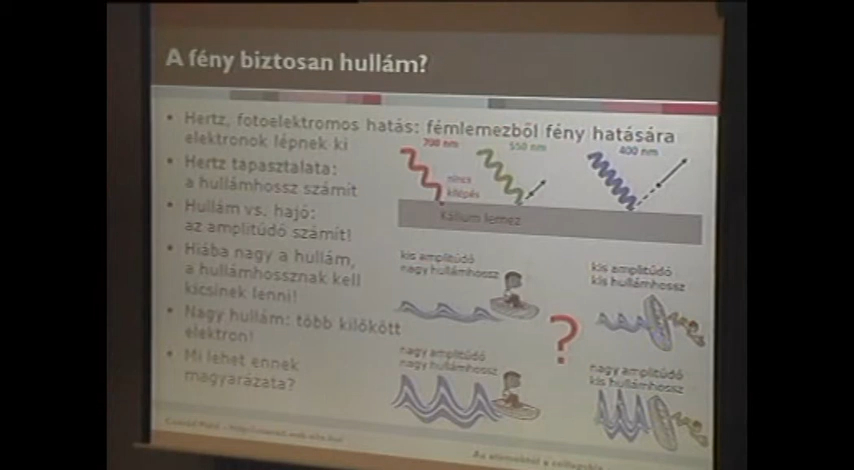 A fény biztosan hullám?
• Hertz, fotoelektromos hatás: fémlemezből fény hatására
elektronok lépnek ki
• Hertz tapasztalata:
a hullámhossz számít
• Hullám vs. hajó:
az amplitúdó számít!
• Hiába nagy a hullám,
a hullámhossznak kell
kicsinek lenni!
• Nagy hullám: több kilökött
elektron!
• Mi lehet ennek
magyarázata?
700 nm
550 nm
400 nm
nincs
kilépés
Kálium lemez
kis amplitúdó
nagy hullámhossz
kis amplitúdó
kis hullámhossz
?
nagy amplitúdó
nagy hullámhossz
nagy amplitúdó
kis hullámhossz
Az elemektől a csillagokig